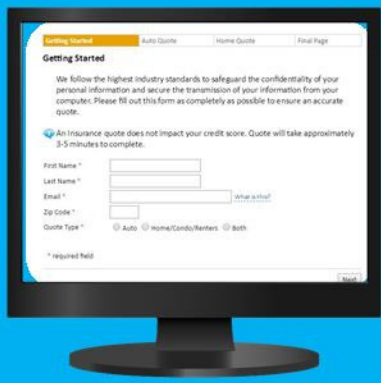 Getting Started Auto Quote Home Quote Final Page
Getting Started
We follow the highest industry standards to safeguard the confidentiality of your
personal information and secure the transmission of your information from your
computer. Please fill out this form as completely as possible to ensure an accurate
quote.
An Insurance quote does not impact your credit score. Quote will take approximately
3-5 minutes to complete.
First Name *
Last Name *
Email * What is this?
Zip Code *
Quote Type * Auto Home/Condo/Renters Both
* required field
Next